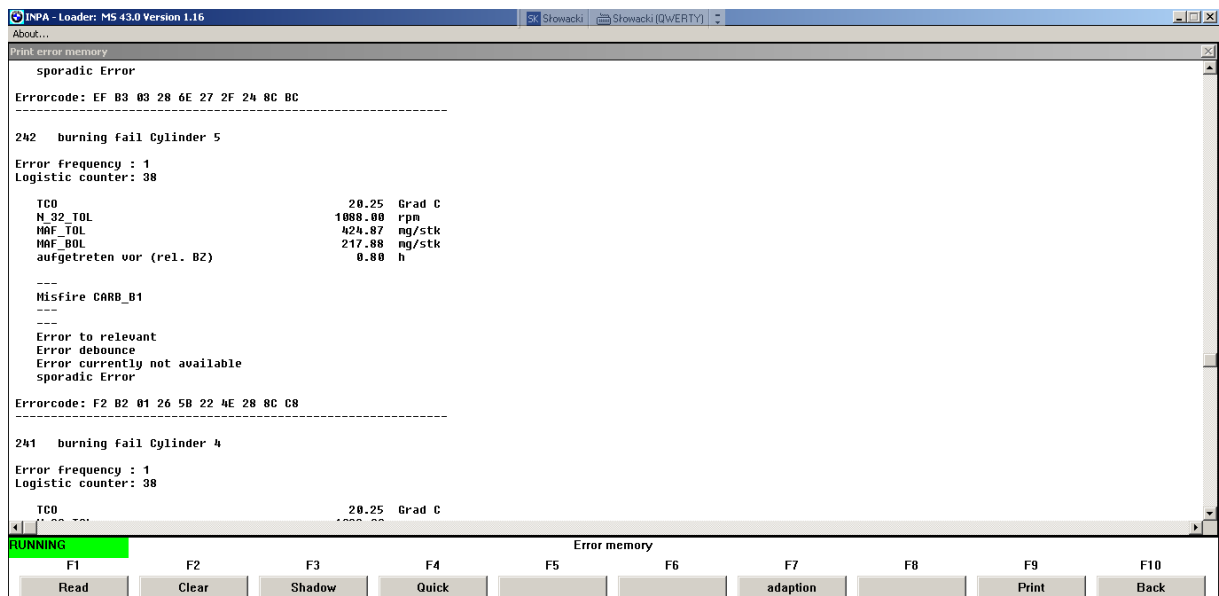 INPA - Loader: MS 43.0 Version 1.16
SK Słowacki
Słowacki (QWERTY)
About...
Print error memory
sporadic Error
Errorcode: EF B3 03 28 6E 27 2F 24 8C BC
--------------------------------------------------------
242 burning fail Cylinder 5
Error frequency : 1
Logistic counter: 38
TCO 20.25 Grad C
N_32_TOL 1088.00 rpm
MAF_TOL 424.87 mg/stk
MAF_BOL 217.88 mg/stk
aufgetreten vor (rel. BZ) 0.80 h
---
Misfire CARB_B1
---
---
Error to relevant
Error debounce
Error currently not available
sporadic Error
Errorcode: F2 B2 01 26 5B 22 4E 28 8C C8
--------------------------------------------------------
241 burning fail Cylinder 4
Error frequency : 1
Logistic counter: 38
TCO 20.25 Grad C
RUNNING Error memory
F1 F2 F3 F4 F5 F6 F7 F8 F9 F10
Read Clear Shadow Quick adaption Print Back